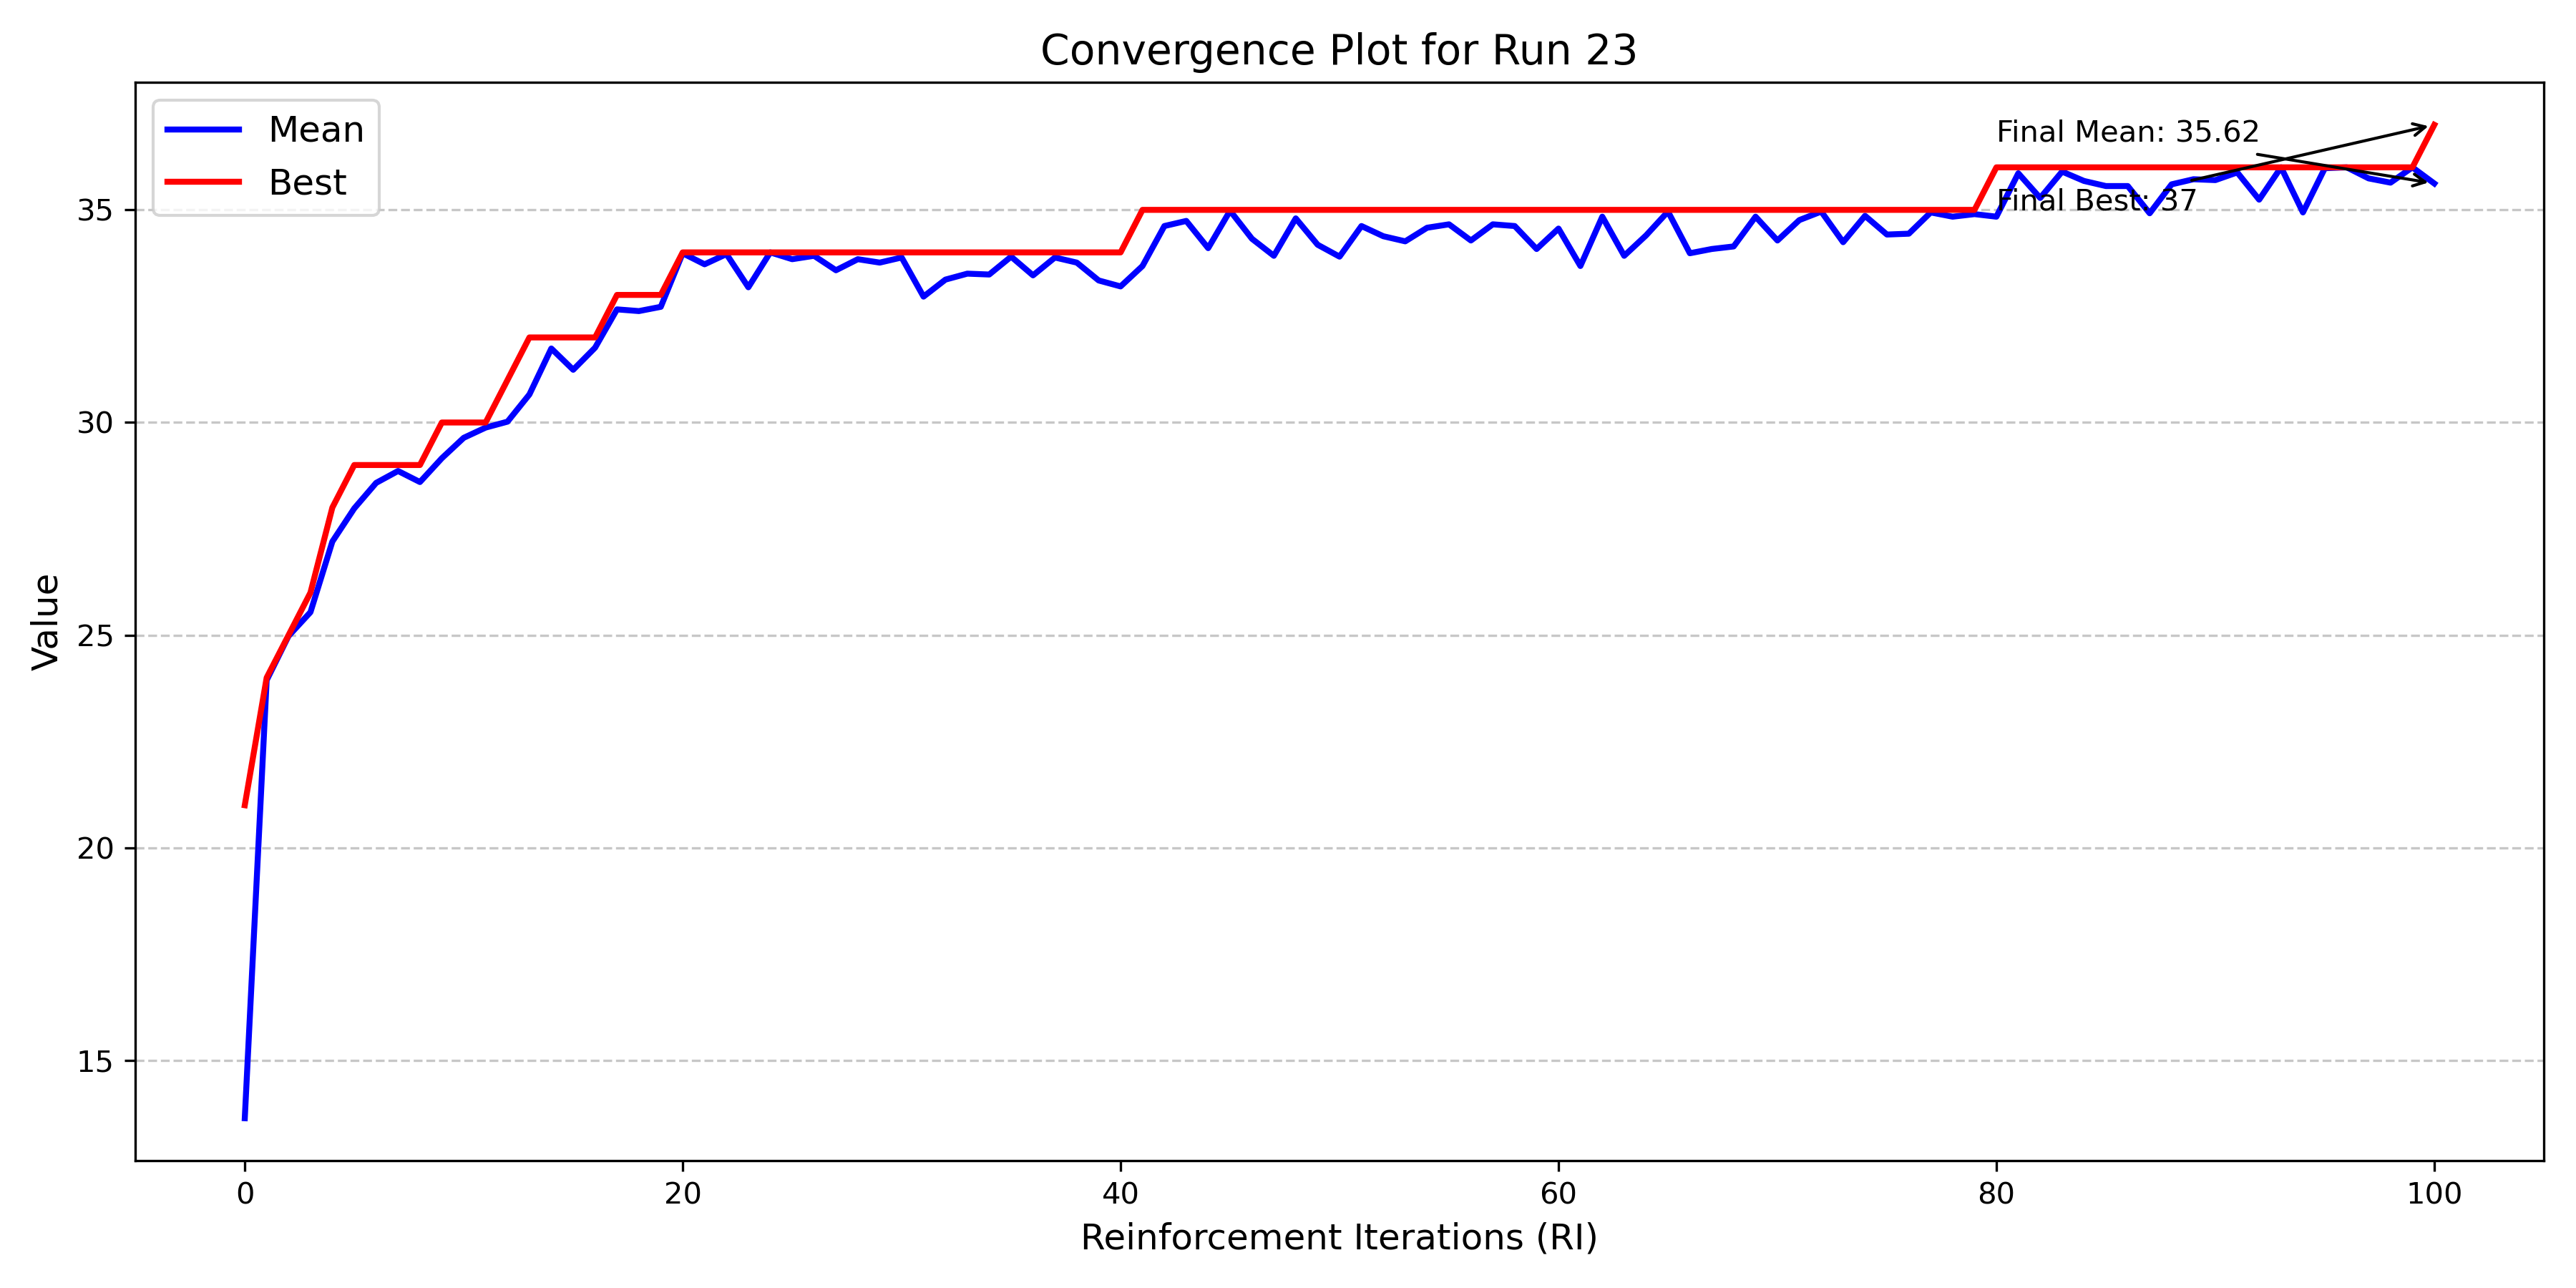 Convergence Plot for Run 23
Mean
Best
Final Mean: 35.62
Final Best: 37
Value
35
30
25
20
15
0
20
40
60
80
100
Reinforcement Iterations (RI)